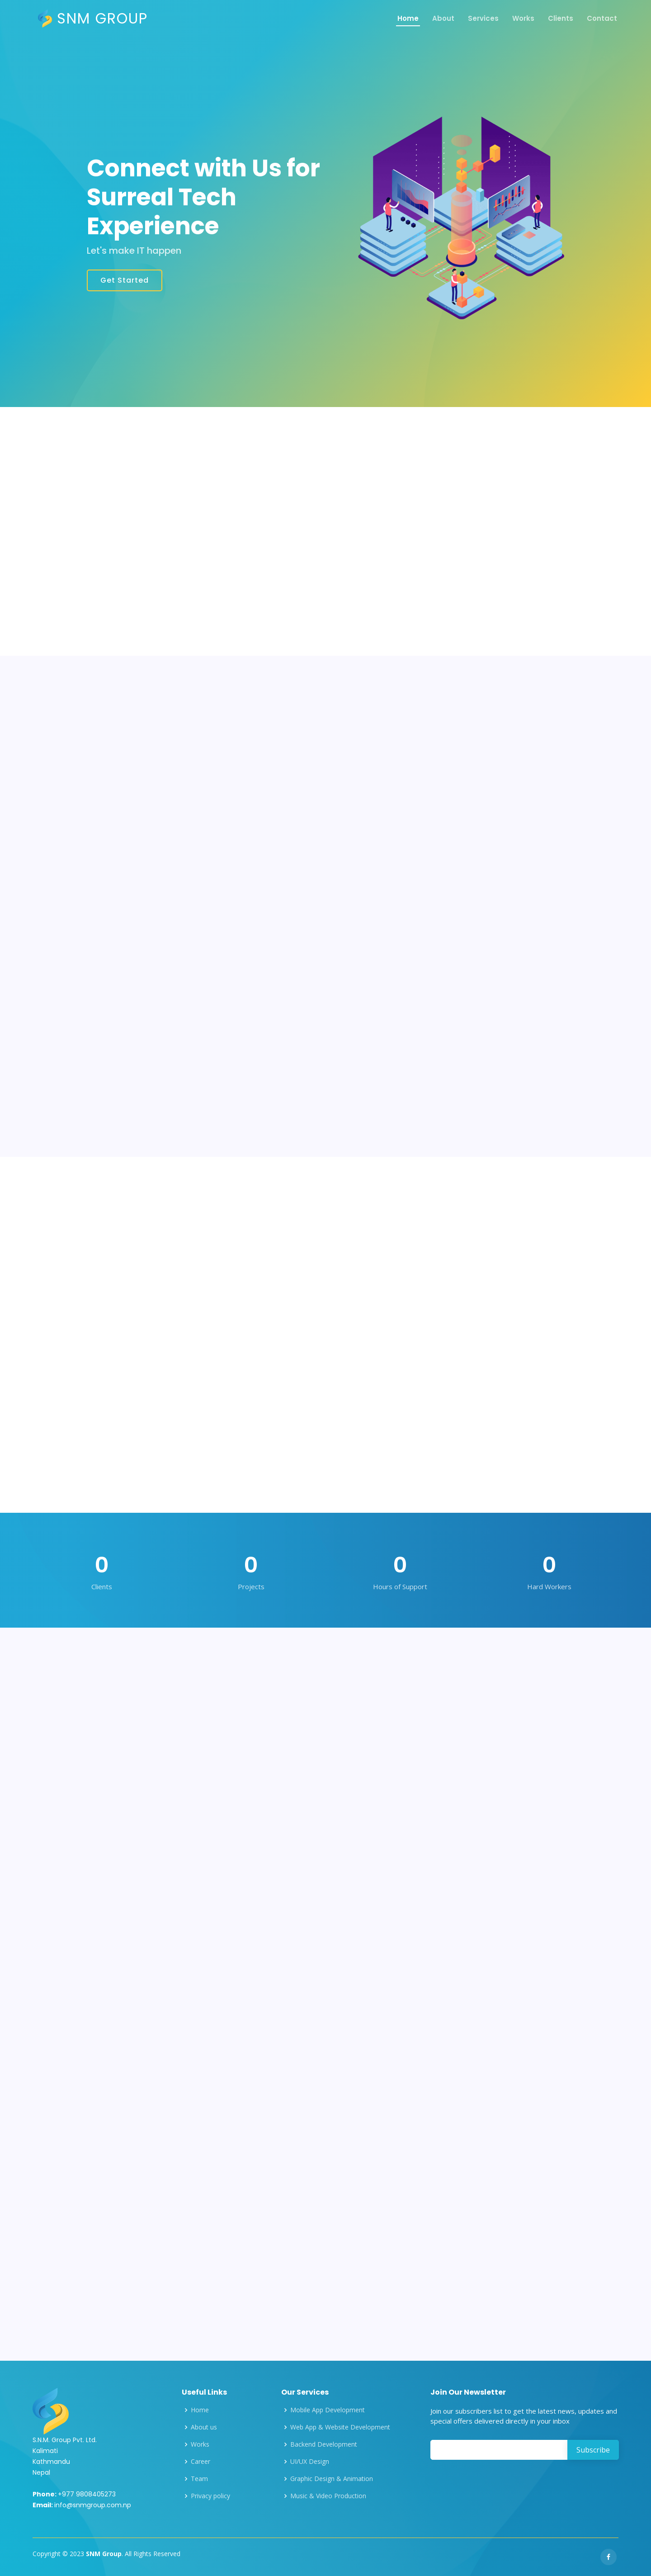 SNM GROUP
Home
About
Services
Works
Clients
Contact
Connect with Us for
Surreal Tech
Experience
Let's make IT happen
Get Started
0
Clients
0
Projects
0
Hours of Support
0
Hard Workers
S.N.M. Group Pvt. Ltd.
Kalimati
Kathmandu
Nepal
Phone: +977 9808405273
Email: info@snmgroup.com.np
Useful Links
Home
About us
Works
Career
Team
Privacy policy
Our Services
Mobile App Development
Web App & Website Development
Backend Development
UI/UX Design
Graphic Design & Animation
Music & Video Production
Join Our Newsletter
Join our subscribers list to get the latest news, updates and
special offers delivered directly in your inbox
Subscribe
Copyright © 2023 SNM Group. All Rights Reserved